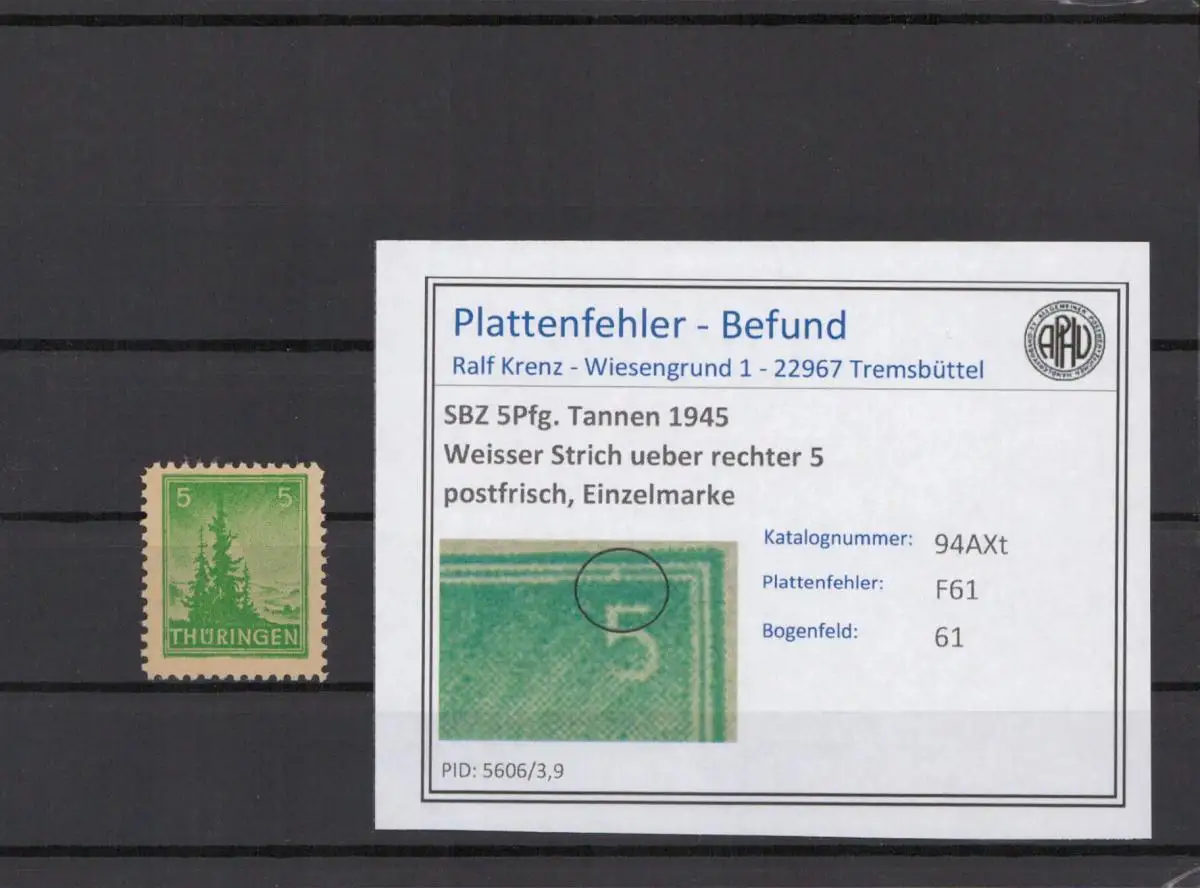 5 5
THÜRINGEN
Plattenfehler - Befund
Ralf Krenz - Wiesengrund 1 - 22967 Tremsbüttel
APHV
SBZ 5Pfg. Tannen 1945
Weisser Strich ueber rechter 5
postfrisch, Einzelmarke
Katalognummer: 94AXt
Plattenfehler: F61
Bogenfeld: 61
5
PID: 5606/3,9